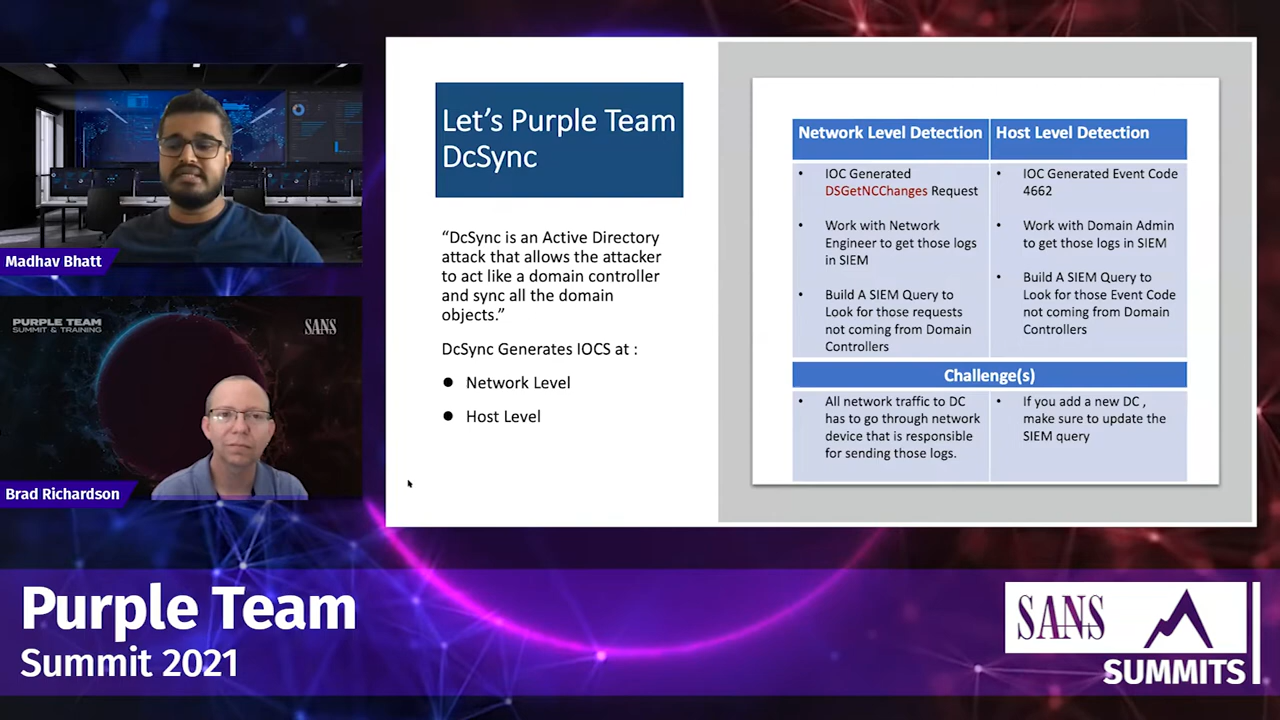 Madhav Bhatt
PURPLE TEAM
SUMMIT & TRAINING
SANS
Brad Richardson
Let's Purple Team
DcSync
“DcSync is an Active Directory
attack that allows the attacker
to act like a domain controller
and sync all the domain
objects.”
DcSync Generates IOCS at :
● Network Level
● Host Level
Network Level Detection
• IOC Generated
DSGetNCChanges Request
• Work with Network
Engineer to get those logs
in SIEM
• Build A SIEM Query to
Look for those requests
not coming from Domain
Controllers
Host Level Detection
• IOC Generated Event Code
4662
• Work with Domain Admin
to get those logs in SIEM
• Build A SIEM Query to
Look for those Event Code
not coming from Domain
Controllers
Challenge(s)
• All network traffic to DC
has to go through network
device that is responsible
for sending those logs.
• If you add a new DC ,
make sure to update the
SIEM query
Purple Team
Summit 2021
SANS
SUMMITS